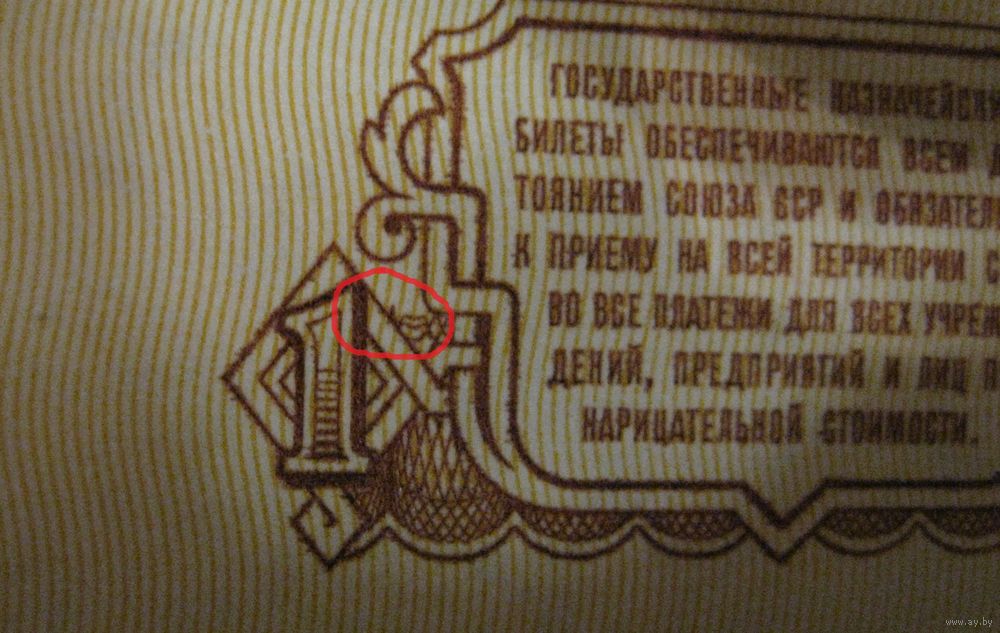 ГОСУДАРСТВЕННЫЕ КАЗНАЧЕЙСК
БИЛЕТЫ ОБЕСПЕЧИВАЮТСЯ ВСЕМ Д
ТОЯНИЕМ СОЮЗА ССР И ОБЯЗАТЕЛ
К ПРИЕМУ НА ВСЕЙ ТЕРРИТОРИИ С
ВО ВСЕ ПЛАТЕЖИ ДЛЯ ВСЕХ УЧРЕЖ
ДЕНИЙ, ПРЕДПРИЯТИЙ И ЛИЦ П
НАРИЦАТЕЛЬНОЙ СТОИМОСТИ.
1
www.ay.by